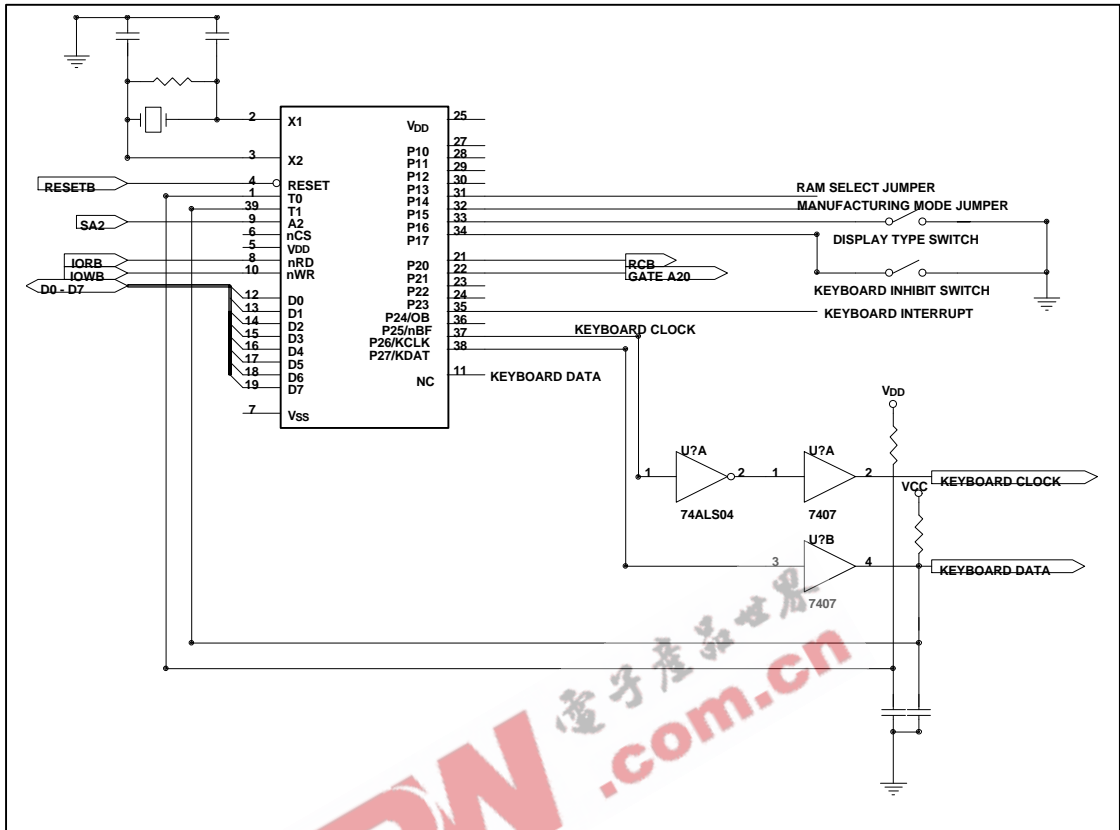 2 X1
3 X2
RESETB 4 RESET
1 T0
39 T1
SA2 9 A2
6 nCS
5 VDD
IORB 8 nRD
IOWB 10 nWR
D0 - D7
12 D0
13 D1
14 D2
15 D3
16 D4
17 D5
18 D6
19 D7
7 VSS
VDD 25
P10 27
P11 28
P12 29
P13 30
P14 31 RAM SELECT JUMPER
P15 32 MANUFACTURING MODE JUMPER
P16 33
P17 34
DISPLAY TYPE SWITCH
P20 21 RCB
P21 22 GATE A20
P22 23
P23 24
KEYBOARD INHIBIT SWITCH
P24/OB 35 KEYBOARD INTERRUPT
P25/nBF 36
P26/KCLK 37 KEYBOARD CLOCK
P27/KDAT 38
NC 11 KEYBOARD DATA
VDD
U?A U?A
1 2 1 2 KEYBOARD CLOCK
74ALS04 7407
VCC
U?B
3 4 KEYBOARD DATA
7407
電子產品世界
.com.cn